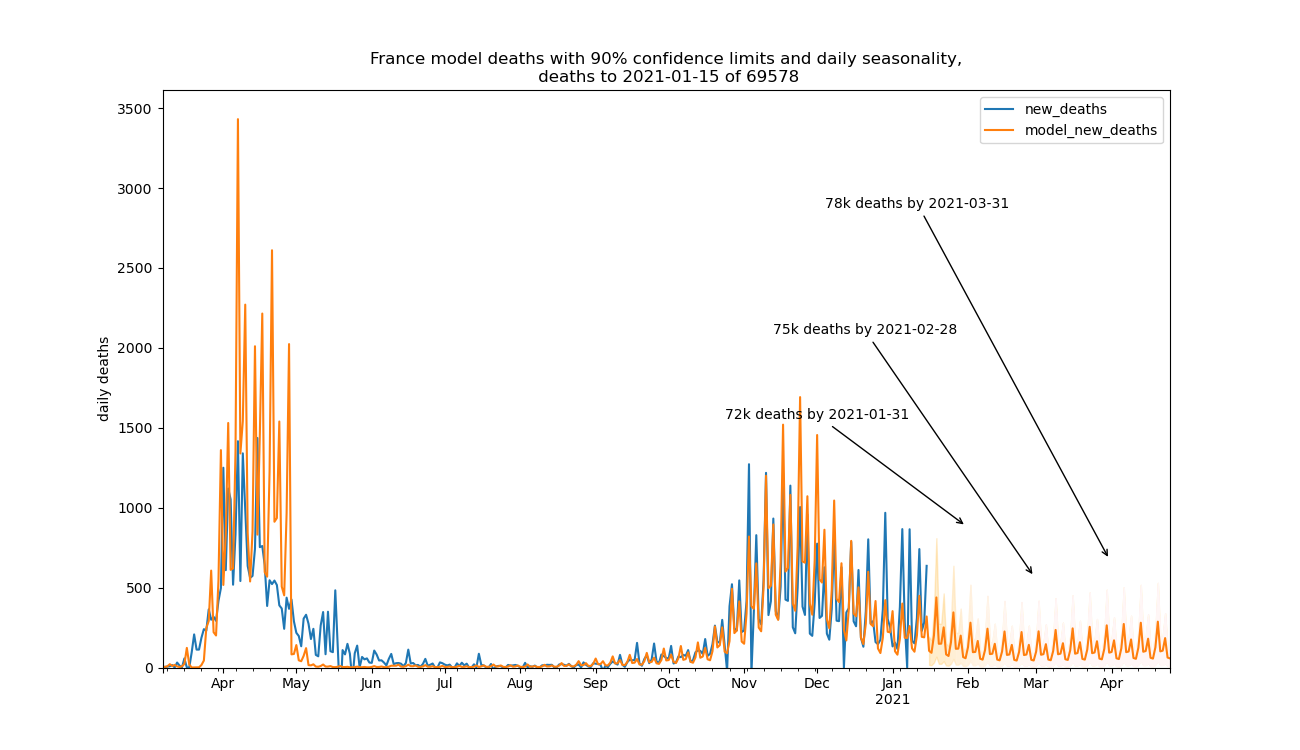 France model deaths with 90% confidence limits and daily seasonality,
deaths to 2021-01-15 of 69578
new_deaths
model_new_deaths
daily deaths
3500
3000
2500
2000
1500
1000
500
0
78k deaths by 2021-03-31
75k deaths by 2021-02-28
72k deaths by 2021-01-31
Apr May Jun Jul Aug Sep Oct Nov Dec Jan Feb Mar Apr
2021